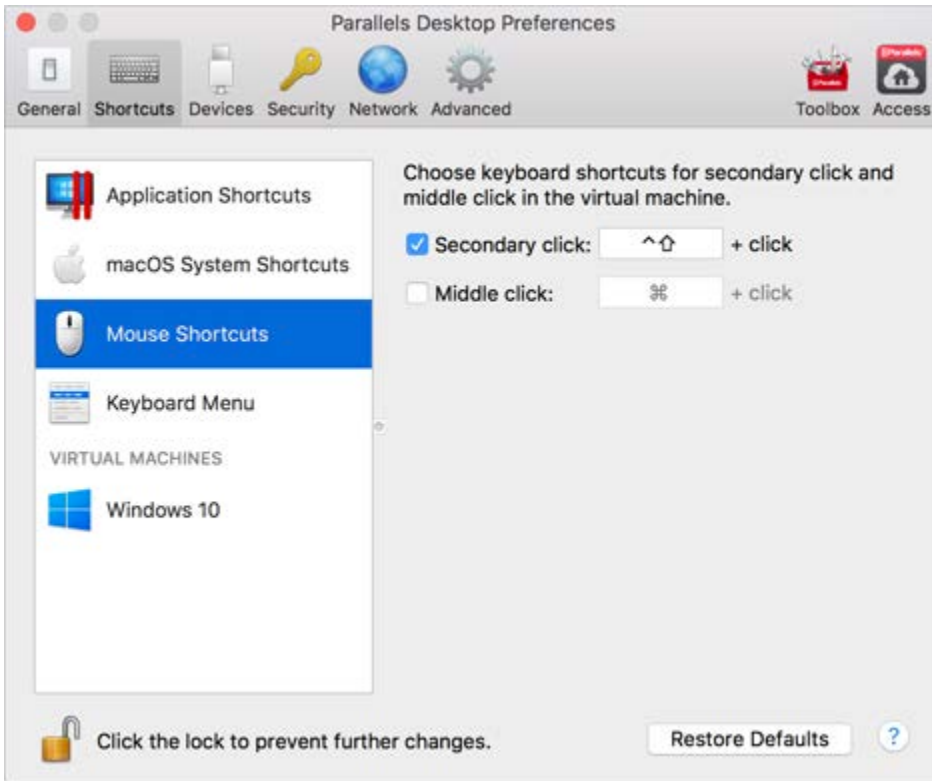 Parallels Desktop Preferences
General Shortcuts Devices Security Network Advanced Toolbox Access
Choose keyboard shortcuts for secondary click and
middle click in the virtual machine.
Application Shortcuts
macOS System Shortcuts
Mouse Shortcuts
Keyboard Menu
VIRTUAL MACHINES
Windows 10
Secondary click: ^⇧ + click
Middle click: ⌘ + click
Click the lock to prevent further changes.
Restore Defaults ?